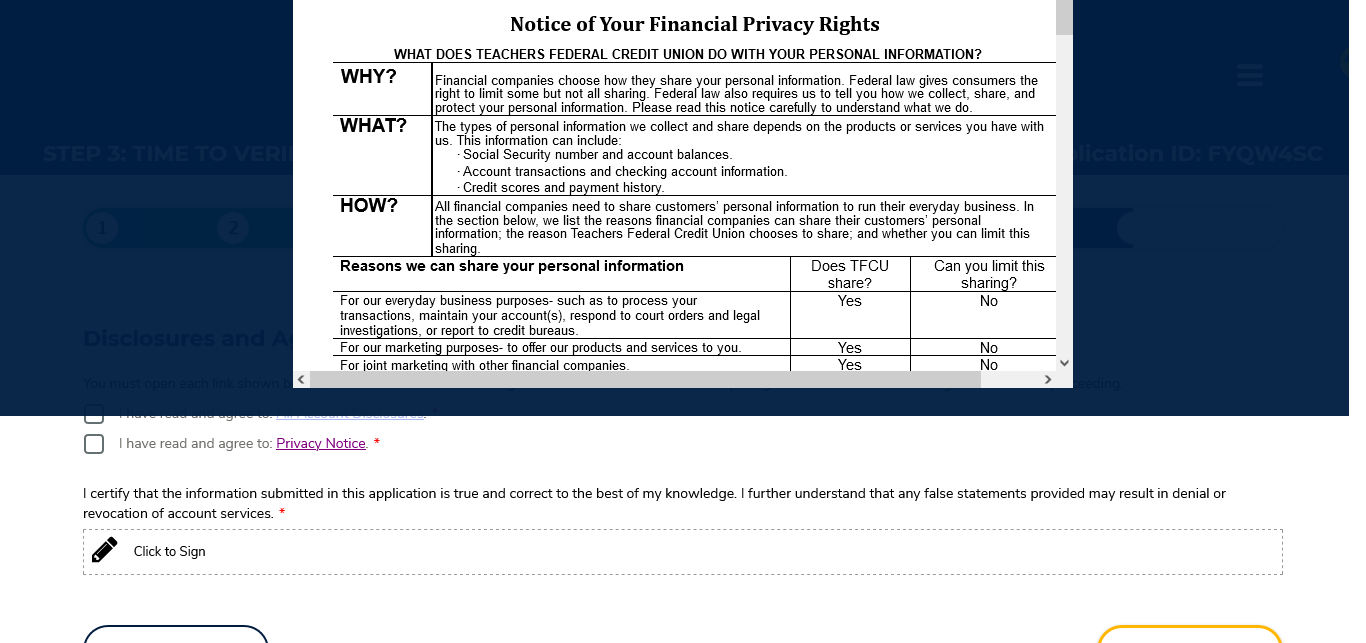 Notice of Your Financial Privacy Rights
WHAT DOES TEACHERS FEDERAL CREDIT UNION DO WITH YOUR PERSONAL INFORMATION?
WHY?
Financial companies choose how they share your personal information. Federal law gives consumers the
right to limit some but not all sharing. Federal law also requires us to tell you how we collect, share, and
protect your personal information. Please read this notice carefully to understand what we do.
WHAT?
The types of personal information we collect and share depends on the products or services you have with
us. This information can include:
· Social Security number and account balances.
· Account transactions and checking account information.
· Credit scores and payment history.
HOW?
All financial companies need to share customers' personal information to run their everyday business. In
the section below, we list the reasons financial companies can share their customers' personal
information; the reason Teachers Federal Credit Union chooses to share; and whether you can limit this
sharing.
Reasons we can share your personal information
Does TFCU
share?
Can you limit this
sharing?
For our everyday business purposes- such as to process your
transactions, maintain your account(s), respond to court orders and legal
investigations, or report to credit bureaus.
Yes
No
For our marketing purposes- to offer our products and services to you.
Yes
No
For joint marketing with other financial companies.
Yes
No
STEP 3: TIME TO VERI
lication ID: FYQW4SC
1
2
Disclosures and A
You must open each link shown b
eeding
I have read and agree to: All Account Disclosures. *
I have read and agree to: Privacy Notice. *
I certify that the information submitted in this application is true and correct to the best of my knowledge. I further understand that any false statements provided may result in denial or
revocation of account services. *
Click to Sign